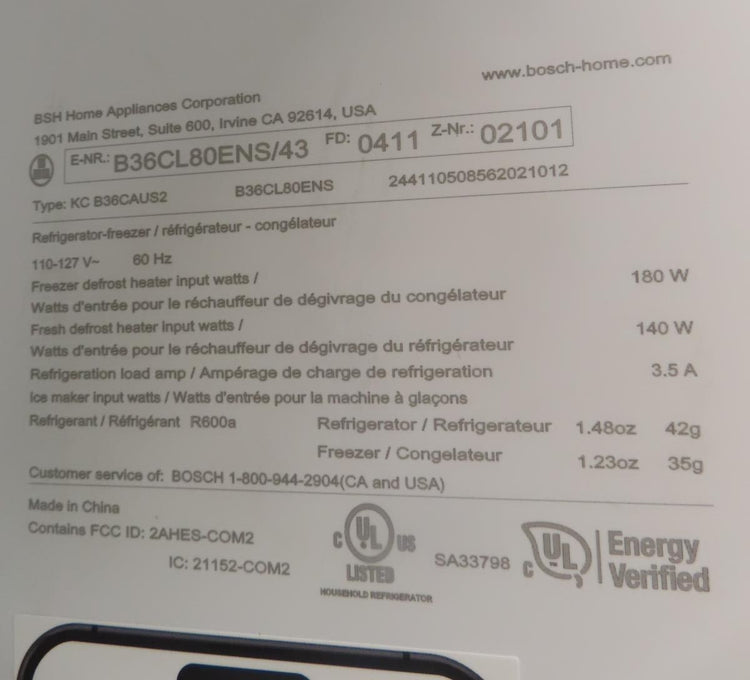 www.bosch-home.com
BSH Home Appliances Corporation
1901 Main Street, Suite 600, Irvine CA 92614, USA
E-NR.: B36CL80ENS/43 FD: 0411 Z-Nr.: 02101
Type: KC B36CAUS2 B36CL80ENS 244110508562021012
Refrigerator-freezer / réfrigérateur - congélateur
110-127 V~ 60 Hz
Freezer defrost heater input watts / 180 W
Watts d'entrée pour le réchauffeur de dégivrage du congélateur
Fresh defrost heater input watts / 140 W
Watts d'entrée pour le réchauffeur de dégivrage du réfrigérateur
Refrigeration load amp / Ampérage de charge de refrigeration 3.5 A
Ice maker input watts / Watts d'entrée pour la machine à glaçons
Refrigerant / Réfrigérant R600a Refrigerator / Refrigerateur 1.48oz 42g
Freezer / Congelateur 1.23oz 35g
Customer service of: BOSCH 1-800-944-2904(CA and USA)
Made in China
Contains FCC ID: 2AHES-COM2
IC: 21152-COM2
C UL US
LISTED
HOUSEHOLD REFRIGERATOR
SA33798
C UL
Energy
Verified